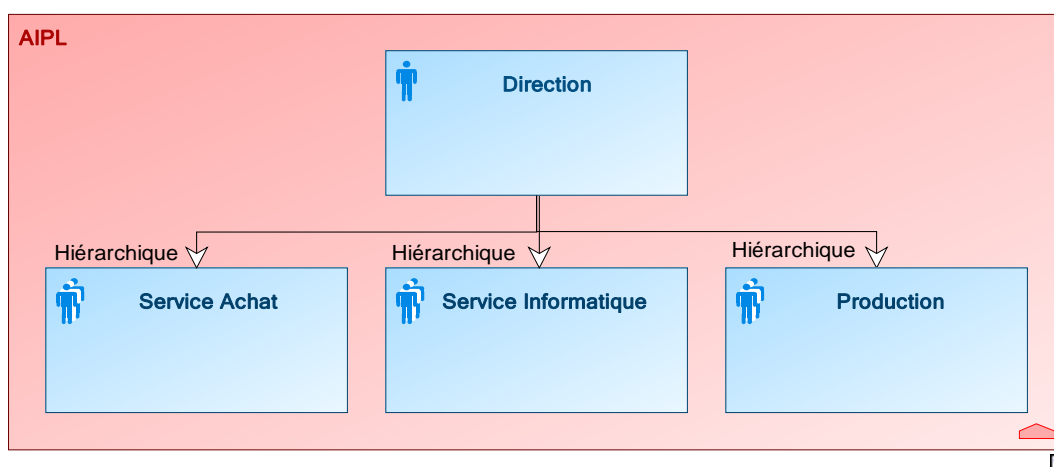 AIPL
Direction
Hiérarchique
Hiérarchique
Hiérarchique
Service Achat
Service Informatique
Production